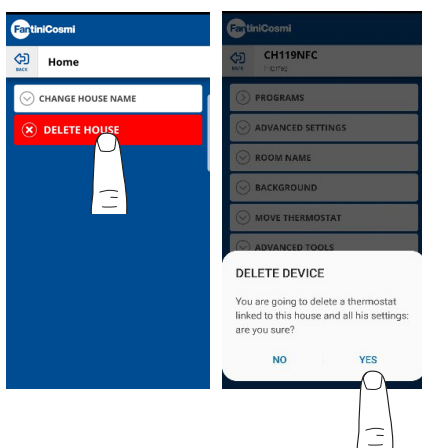 FantiniCosmi
BACK
Home
CHANGE HOUSE NAME
DELETE HOUSE
FantiniCosmi
BACK
CH119NFC
Home
PROGRAMS
ADVANCED SETTINGS
ROOM NAME
BACKGROUND
MOVE THERMOSTAT
ADVANCED TOOLS
DELETE DEVICE
You are going to delete a thermostat
linked to this house and all his settings:
are you sure?
NO YES